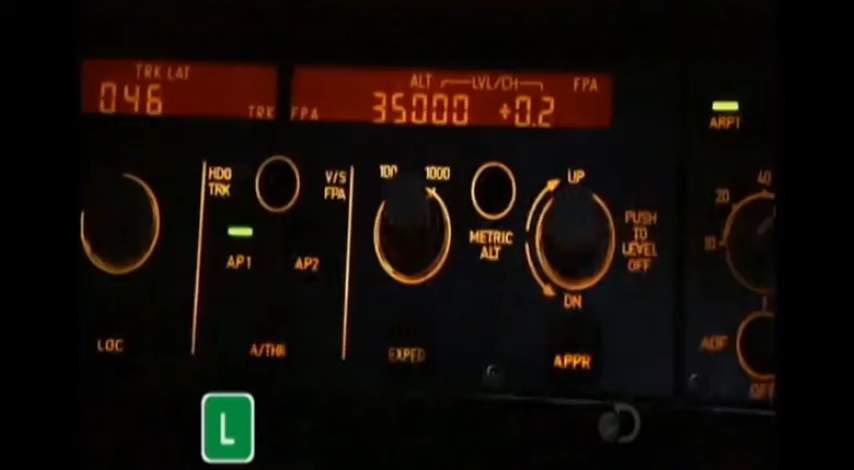 TRK LAT
046
TRK FPA
ALT LVL/CH FPA
35000 +0.2
ARPT
HDG
TRK
V/S
FPA
100 1000
UP
METRIC
ALT
PUSH
TO
LEVEL
OFF
DN
AP1 AP2
LOC
A/THR
EXPED
APPR
40
20
10
ADF
OFF
L
D